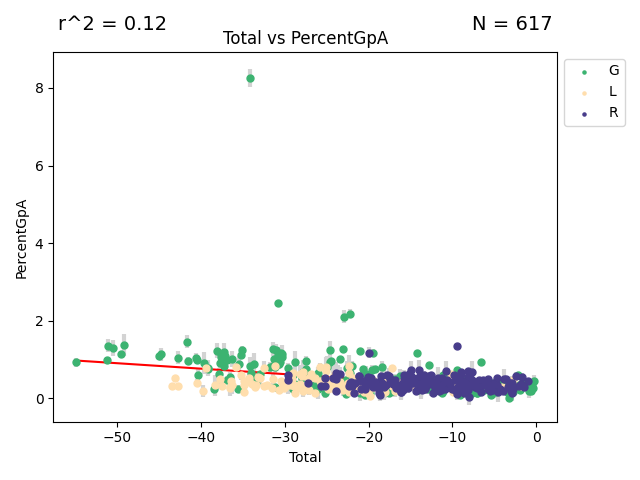 r^2 = 0.12
N = 617
Total vs PercentGpA
G
L
R
8
6
4
2
0
PercentGpA
−50
−40
−30
−20
−10
0
Total